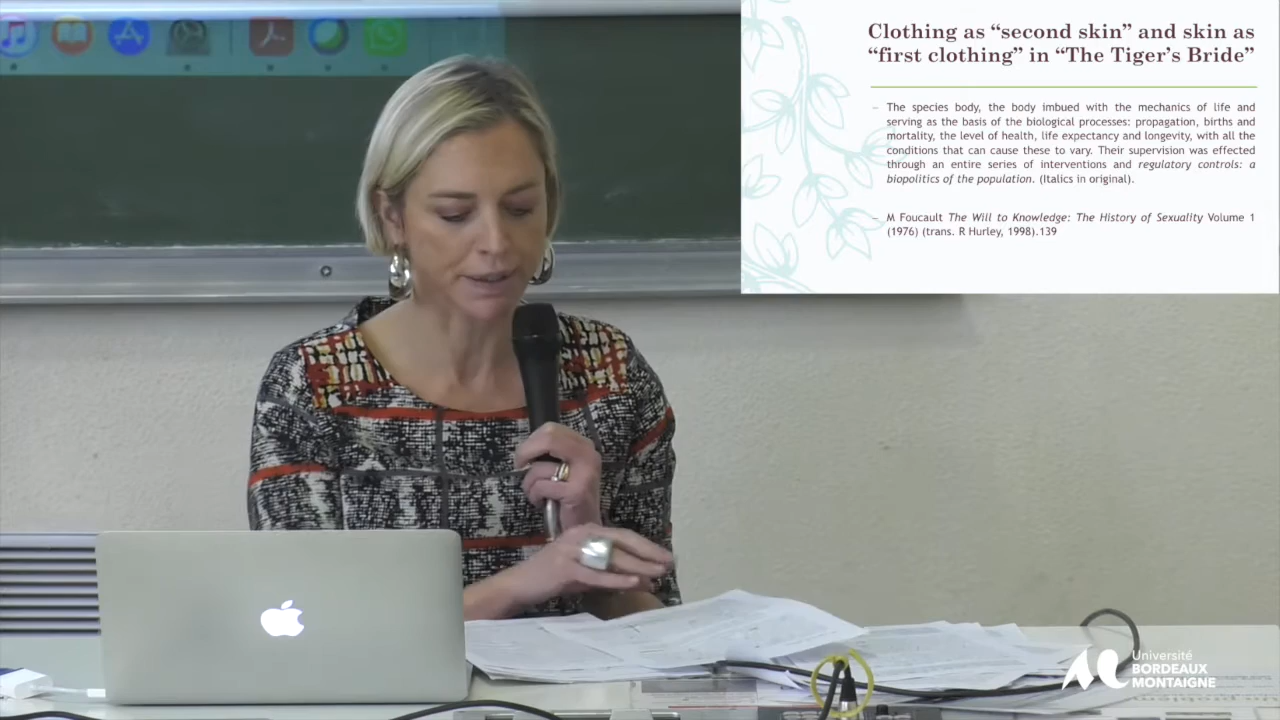 Clothing as “second skin” and skin as
“first clothing” in “The Tiger’s Bride”
– The species body, the body imbued with the mechanics of life and
serving as the basis of the biological processes: propagation, births and
mortality, the level of health, life expectancy and longevity, with all the
conditions that can cause these to vary. Their supervision was effected
through an entire series of interventions and regulatory controls: a
biopolitics of the population. (Italics in original).
– M Foucault The Will to Knowledge: The History of Sexuality Volume 1
(1976) (trans. R Hurley, 1998).139
Université
BORDEAUX
MONTAIGNE